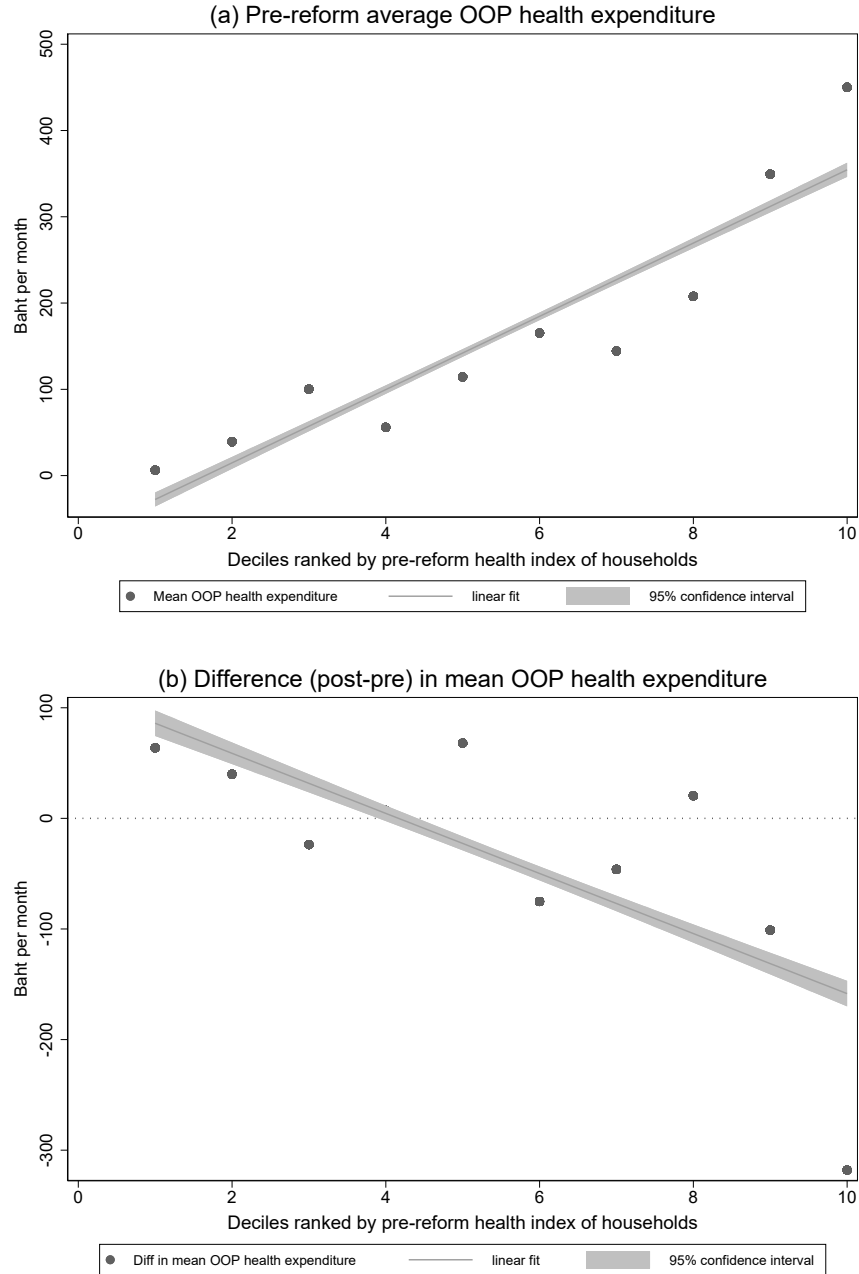 (a) Pre-reform average OOP health expenditure
500
400
300
200
100
0
Baht per month
0 2 4 6 8 10
Deciles ranked by pre-reform health index of households
Mean OOP health expenditure linear fit 95% confidence interval
(b) Difference (post-pre) in mean OOP health expenditure
100
0
-100
-200
-300
Baht per month
0 2 4 6 8 10
Deciles ranked by pre-reform health index of households
Diff in mean OOP health expenditure linear fit 95% confidence interval